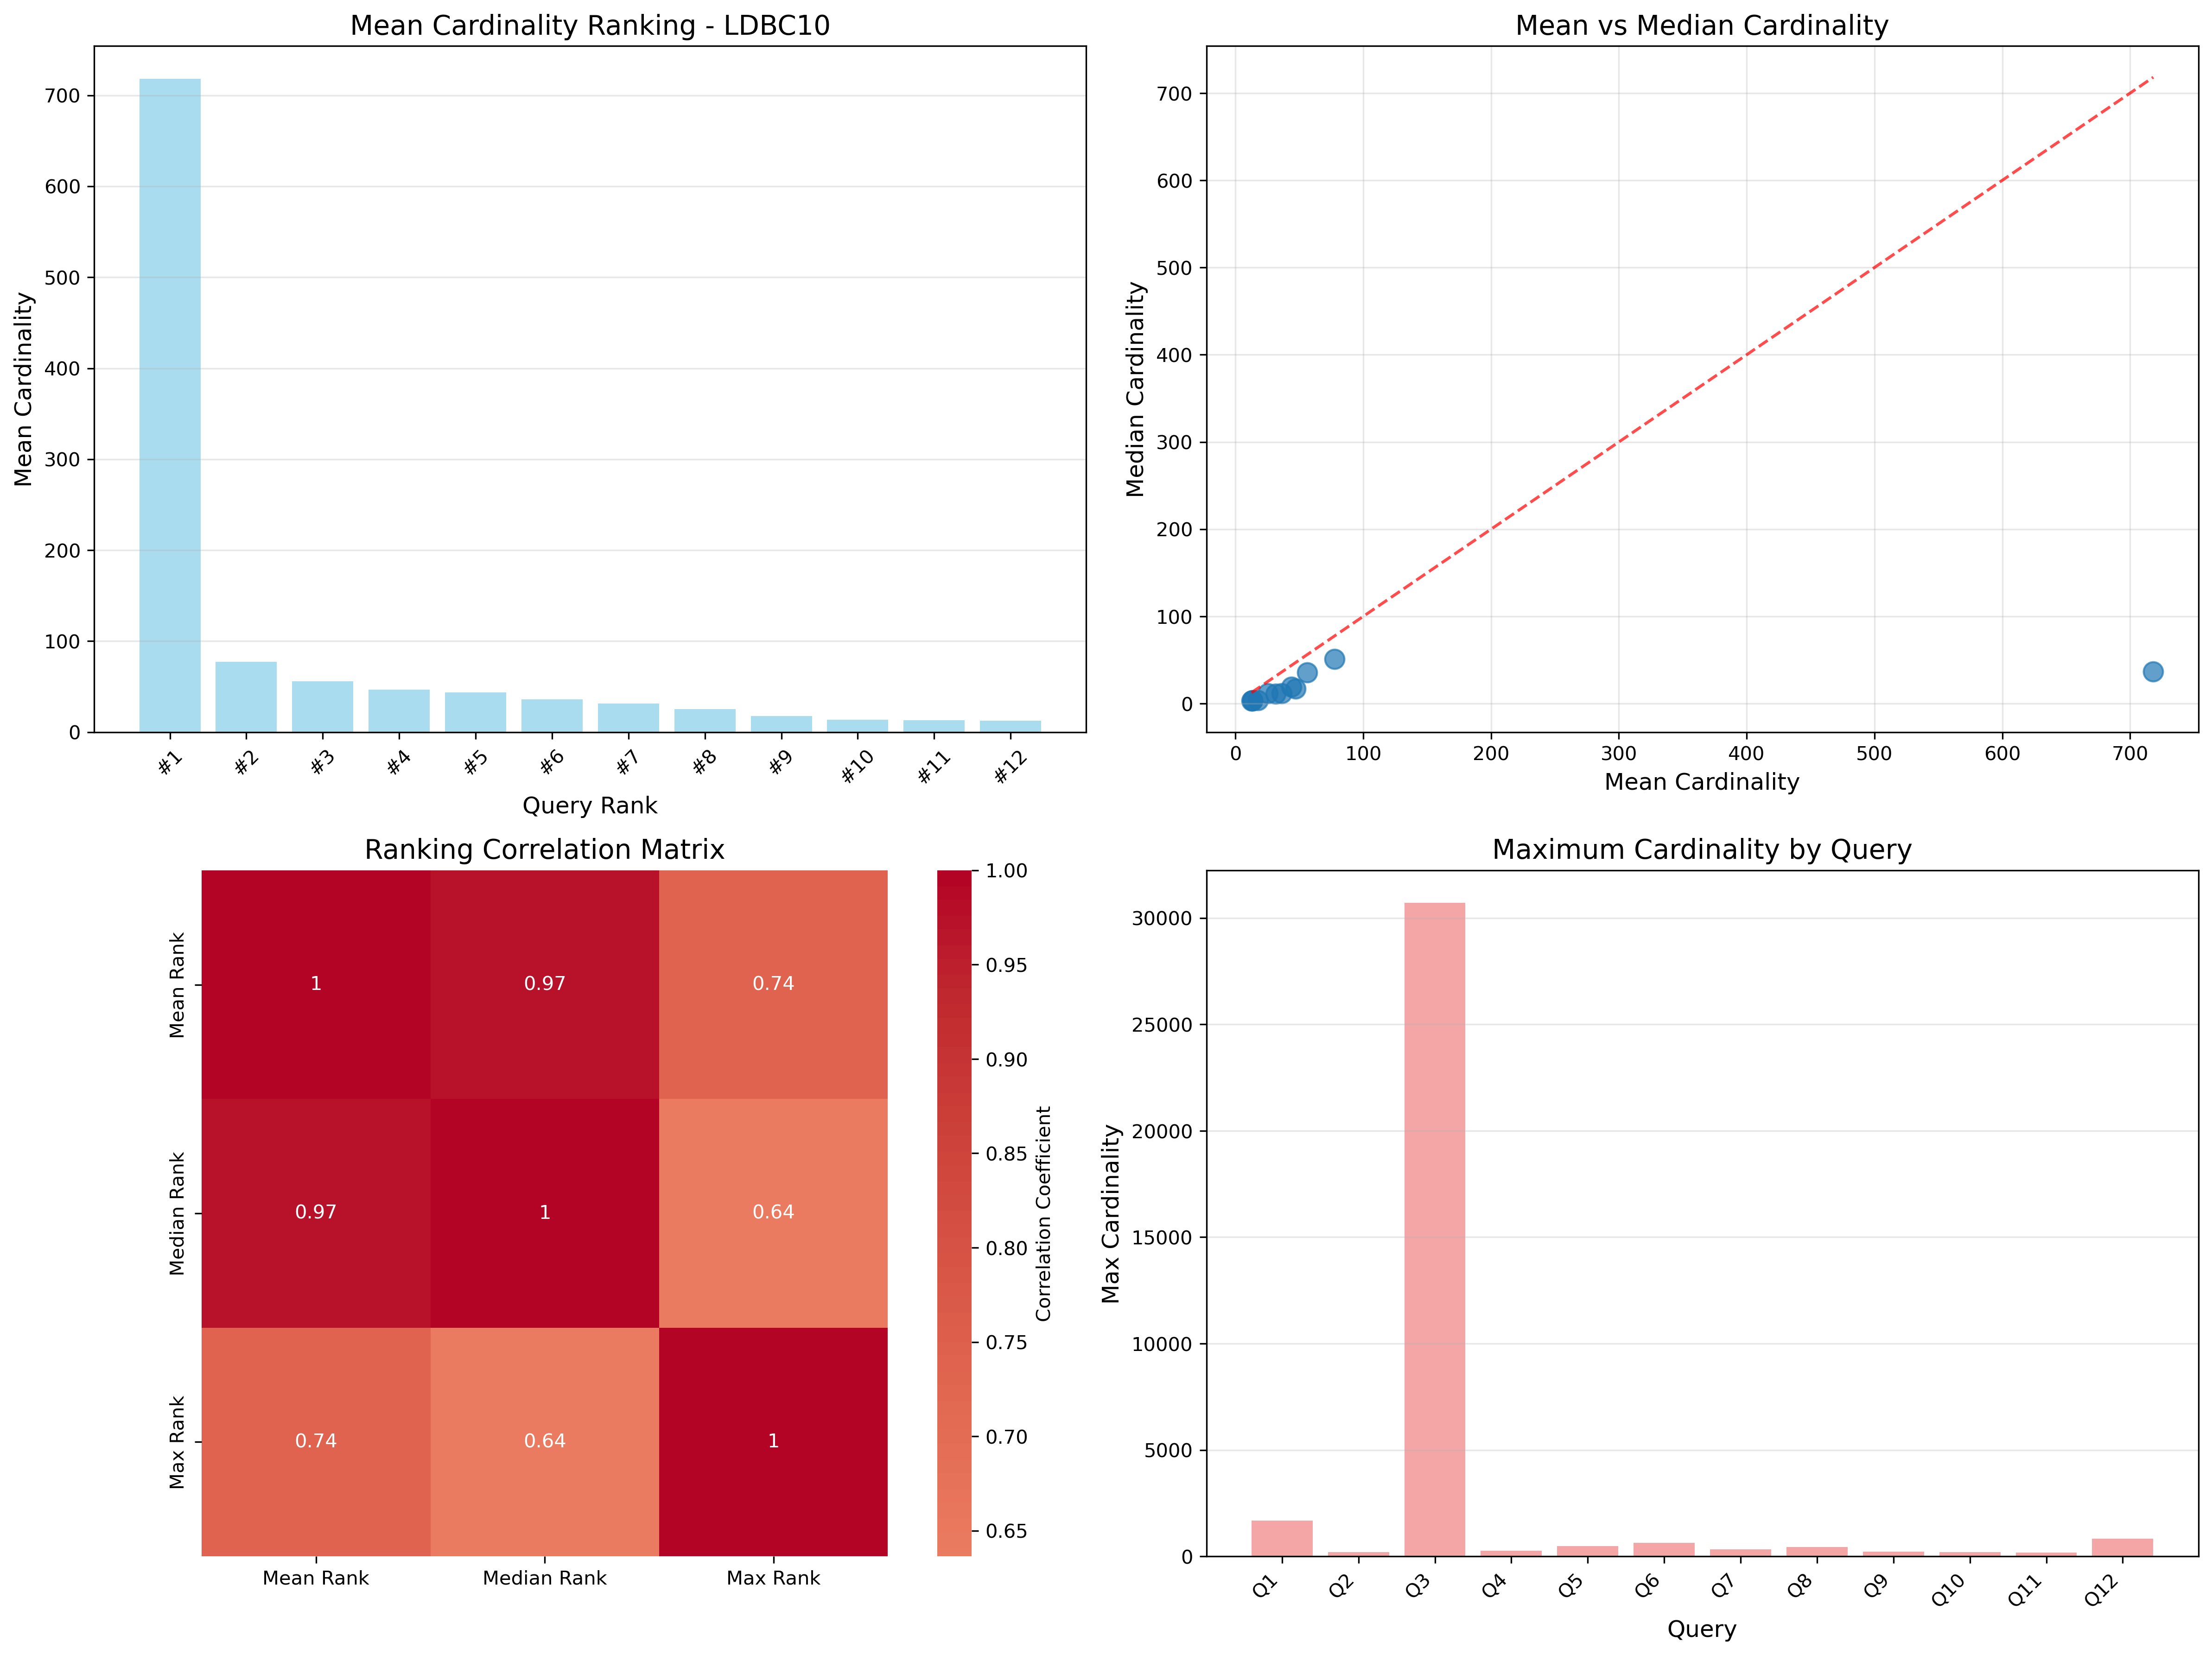 Mean Cardinality Ranking - LDBC10
Mean Cardinality
700
600
500
400
300
200
100
0
#1
#2
#3
#4
#5
#6
#7
#8
#9
#10
#11
#12
Query Rank
Mean vs Median Cardinality
Median Cardinality
700
600
500
400
300
200
100
0
0
100
200
300
400
500
600
700
Mean Cardinality
Ranking Correlation Matrix
Mean Rank
1
0.97
0.74
Median Rank
0.97
1
0.64
Max Rank
0.74
0.64
1
Mean Rank
Median Rank
Max Rank
1.00
0.95
0.90
0.85
0.80
0.75
0.70
0.65
Correlation Coefficient
Maximum Cardinality by Query
Max Cardinality
30000
25000
20000
15000
10000
5000
0
Q1
Q2
Q3
Q4
Q5
Q6
Q7
Q8
Q9
Q10
Q11
Q12
Query